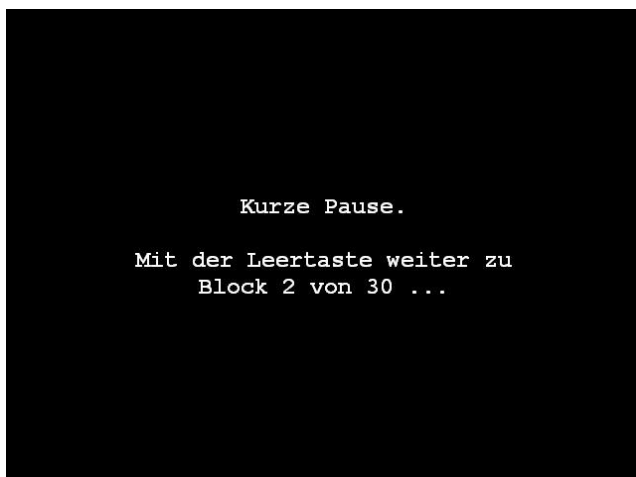 Kurze Pause.
Mit der Leertaste weiter zu
Block 2 von 30 ...